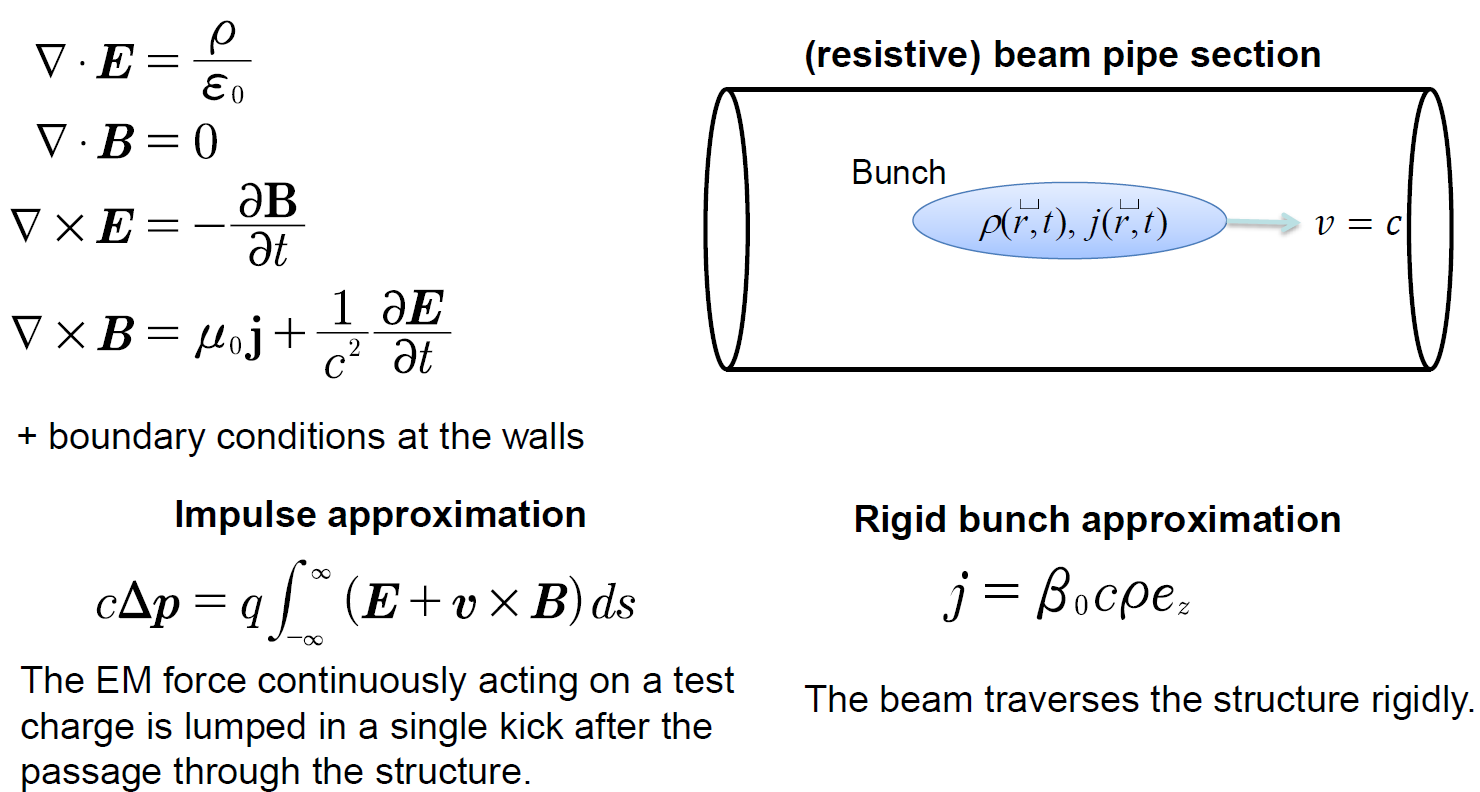 ∇ · E = ρ / ε₀
∇ · B = 0
∇ × E = −∂B/∂t
∇ × B = μ₀j + 1/c² ∂E/∂t
+ boundary conditions at the walls
(resistive) beam pipe section
Bunch
ρ(r,t), j(r,t)
v = c
Impulse approximation
cΔp = q∫_{−∞}^{∞} (E + v × B) ds
The EM force continuously acting on a test
charge is lumped in a single kick after the
passage through the structure.
Rigid bunch approximation
j = β₀cρe_z
The beam traverses the structure rigidly.